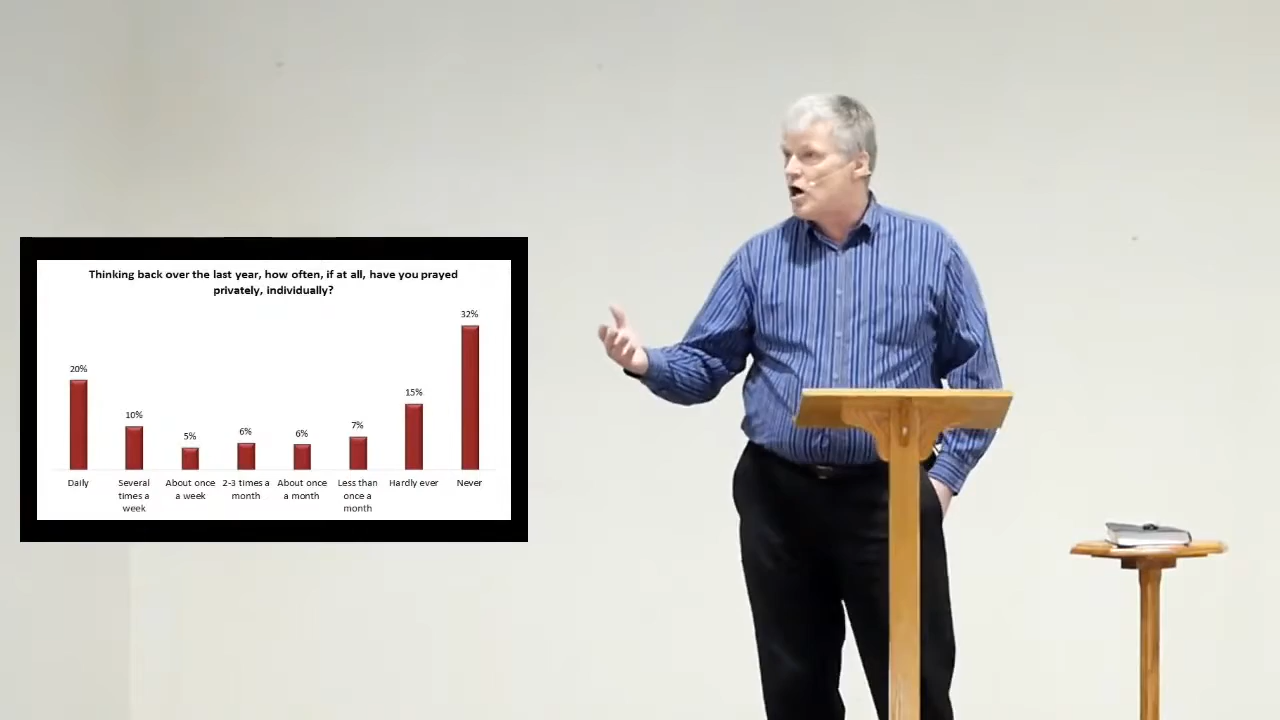 Thinking back over the last year, how often, if at all, have you prayed
privately, individually?
32%
20%
15%
10%
7%
6%
6%
5%
Daily
Several
times a
week
About once
a week
2-3 times a
month
About once
a month
Less than
once a
month
Hardly ever
Never